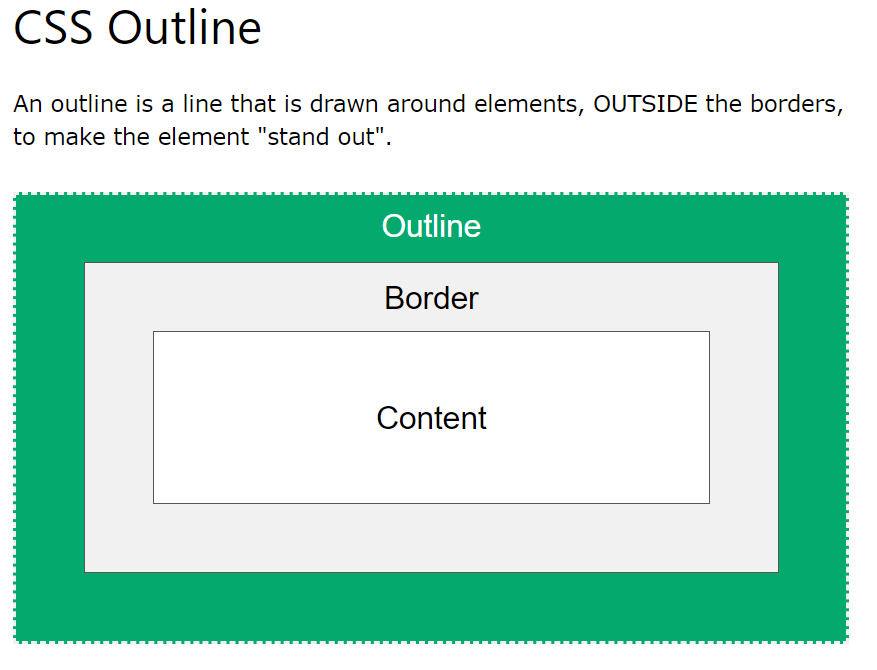 CSS Outline
An outline is a line that is drawn around elements, OUTSIDE the borders,
to make the element "stand out".
Outline
Border
Content